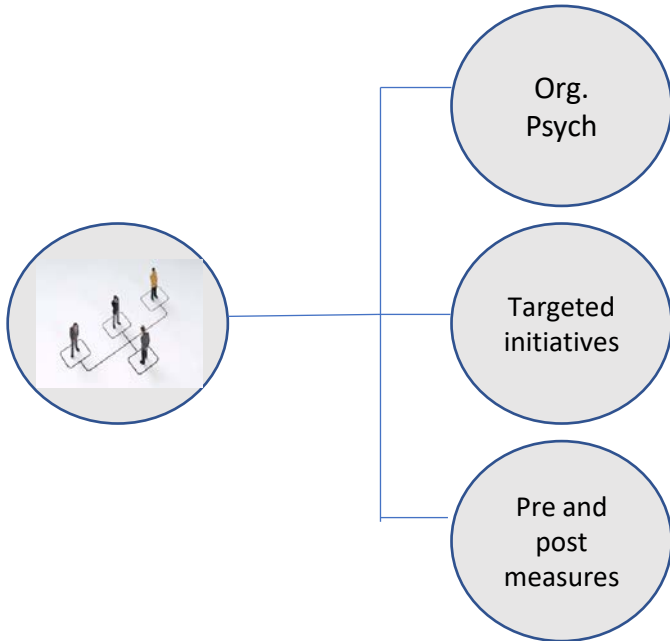 Org.
Psych
Targeted
initiatives
Pre and
post
measures